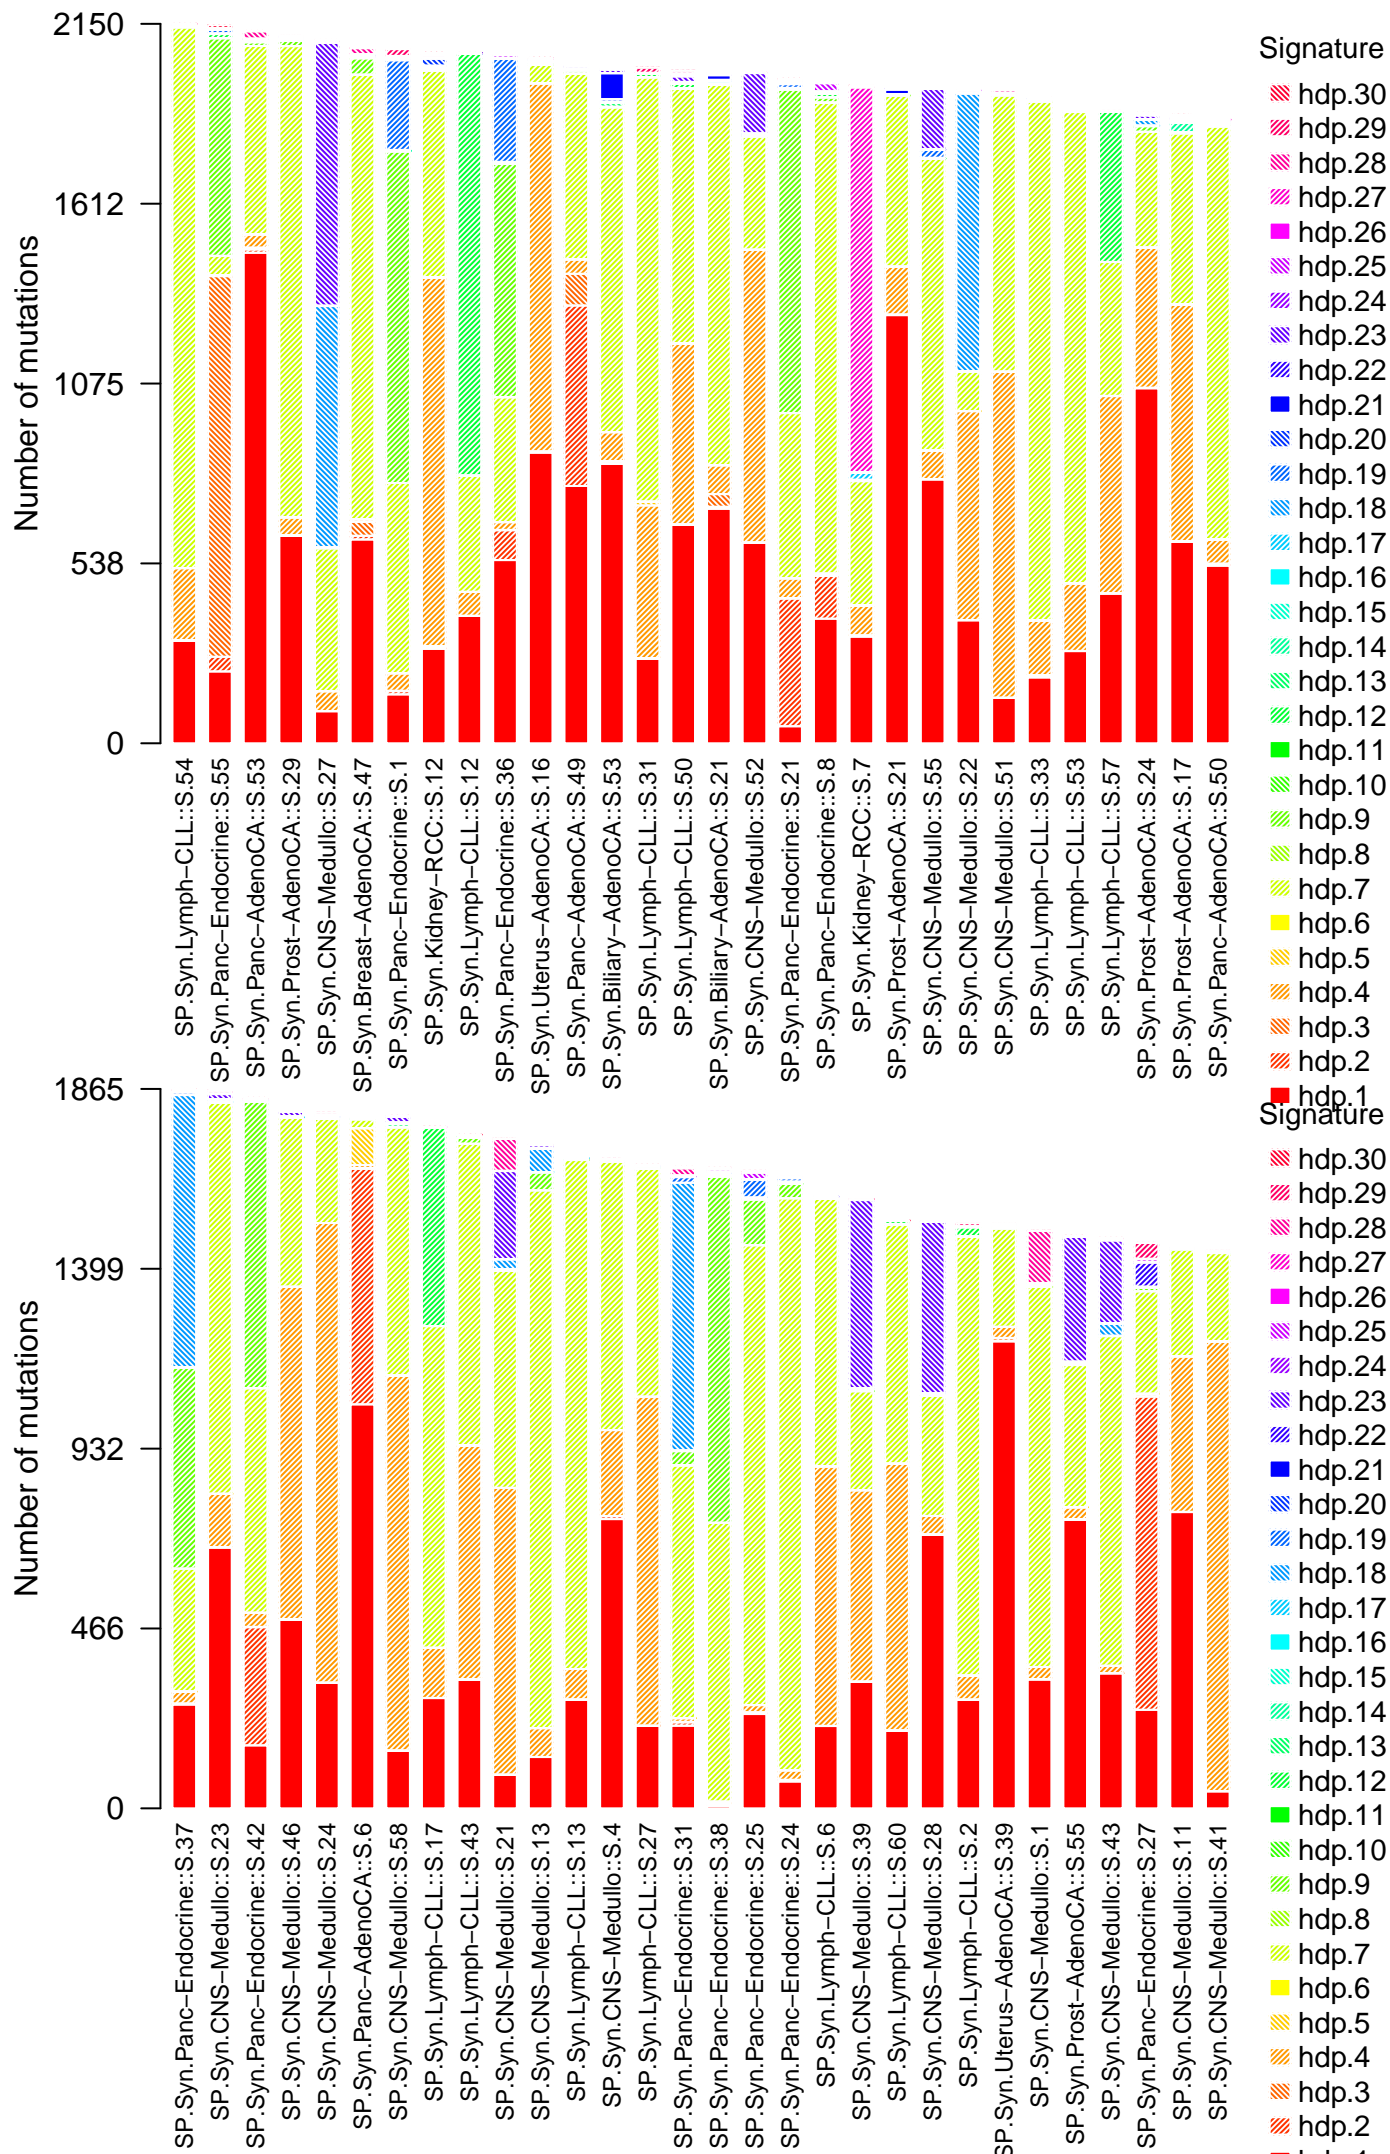 Number of mutations
2150
1612
1075
538
0
SP.Syn.Lymph−CLL::S.54
SP.Syn.Panc−Endocrine::S.55
SP.Syn.Panc−AdenoCA::S.53
SP.Syn.Prost−AdenoCA::S.29
SP.Syn.CNS−Medullo::S.27
SP.Syn.Breast−AdenoCA::S.47
SP.Syn.Panc−Endocrine::S.1
SP.Syn.Kidney−RCC::S.12
SP.Syn.Lymph−CLL::S.12
SP.Syn.Panc−Endocrine::S.36
SP.Syn.Uterus−AdenoCA::S.16
SP.Syn.Panc−AdenoCA::S.49
SP.Syn.Biliary−AdenoCA::S.53
SP.Syn.Lymph−CLL::S.31
SP.Syn.Lymph−CLL::S.50
SP.Syn.Biliary−AdenoCA::S.21
SP.Syn.CNS−Medullo::S.52
SP.Syn.Panc−Endocrine::S.21
SP.Syn.Panc−Endocrine::S.8
SP.Syn.Kidney−RCC::S.7
SP.Syn.Prost−AdenoCA::S.21
SP.Syn.CNS−Medullo::S.55
SP.Syn.CNS−Medullo::S.22
SP.Syn.CNS−Medullo::S.51
SP.Syn.Lymph−CLL::S.33
SP.Syn.Lymph−CLL::S.53
SP.Syn.Lymph−CLL::S.57
SP.Syn.Prost−AdenoCA::S.24
SP.Syn.Prost−AdenoCA::S.17
SP.Syn.Panc−AdenoCA::S.50
Signature
hdp.30
hdp.29
hdp.28
hdp.27
hdp.26
hdp.25
hdp.24
hdp.23
hdp.22
hdp.21
hdp.20
hdp.19
hdp.18
hdp.17
hdp.16
hdp.15
hdp.14
hdp.13
hdp.12
hdp.11
hdp.10
hdp.9
hdp.8
hdp.7
hdp.6
hdp.5
hdp.4
hdp.3
hdp.2
hdp.1
Number of mutations
1865
1399
932
466
0
SP.Syn.Panc−Endocrine::S.37
SP.Syn.CNS−Medullo::S.23
SP.Syn.Panc−Endocrine::S.42
SP.Syn.CNS−Medullo::S.46
SP.Syn.CNS−Medullo::S.24
SP.Syn.Panc−AdenoCA::S.6
SP.Syn.CNS−Medullo::S.58
SP.Syn.Lymph−CLL::S.17
SP.Syn.Lymph−CLL::S.43
SP.Syn.CNS−Medullo::S.21
SP.Syn.CNS−Medullo::S.13
SP.Syn.Lymph−CLL::S.13
SP.Syn.CNS−Medullo::S.4
SP.Syn.Lymph−CLL::S.27
SP.Syn.Panc−Endocrine::S.31
SP.Syn.Panc−Endocrine::S.38
SP.Syn.Panc−Endocrine::S.25
SP.Syn.Panc−Endocrine::S.24
SP.Syn.Lymph−CLL::S.6
SP.Syn.CNS−Medullo::S.39
SP.Syn.Lymph−CLL::S.60
SP.Syn.CNS−Medullo::S.28
SP.Syn.Lymph−CLL::S.2
SP.Syn.Uterus−AdenoCA::S.39
SP.Syn.CNS−Medullo::S.1
SP.Syn.Prost−AdenoCA::S.55
SP.Syn.CNS−Medullo::S.43
SP.Syn.Panc−Endocrine::S.27
SP.Syn.CNS−Medullo::S.11
SP.Syn.CNS−Medullo::S.41
Signature
hdp.30
hdp.29
hdp.28
hdp.27
hdp.26
hdp.25
hdp.24
hdp.23
hdp.22
hdp.21
hdp.20
hdp.19
hdp.18
hdp.17
hdp.16
hdp.15
hdp.14
hdp.13
hdp.12
hdp.11
hdp.10
hdp.9
hdp.8
hdp.7
hdp.6
hdp.5
hdp.4
hdp.3
hdp.2